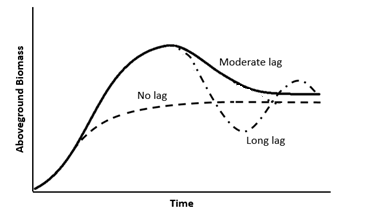 Aboveground Biomass
Moderate lag
No lag
Long lag
Time